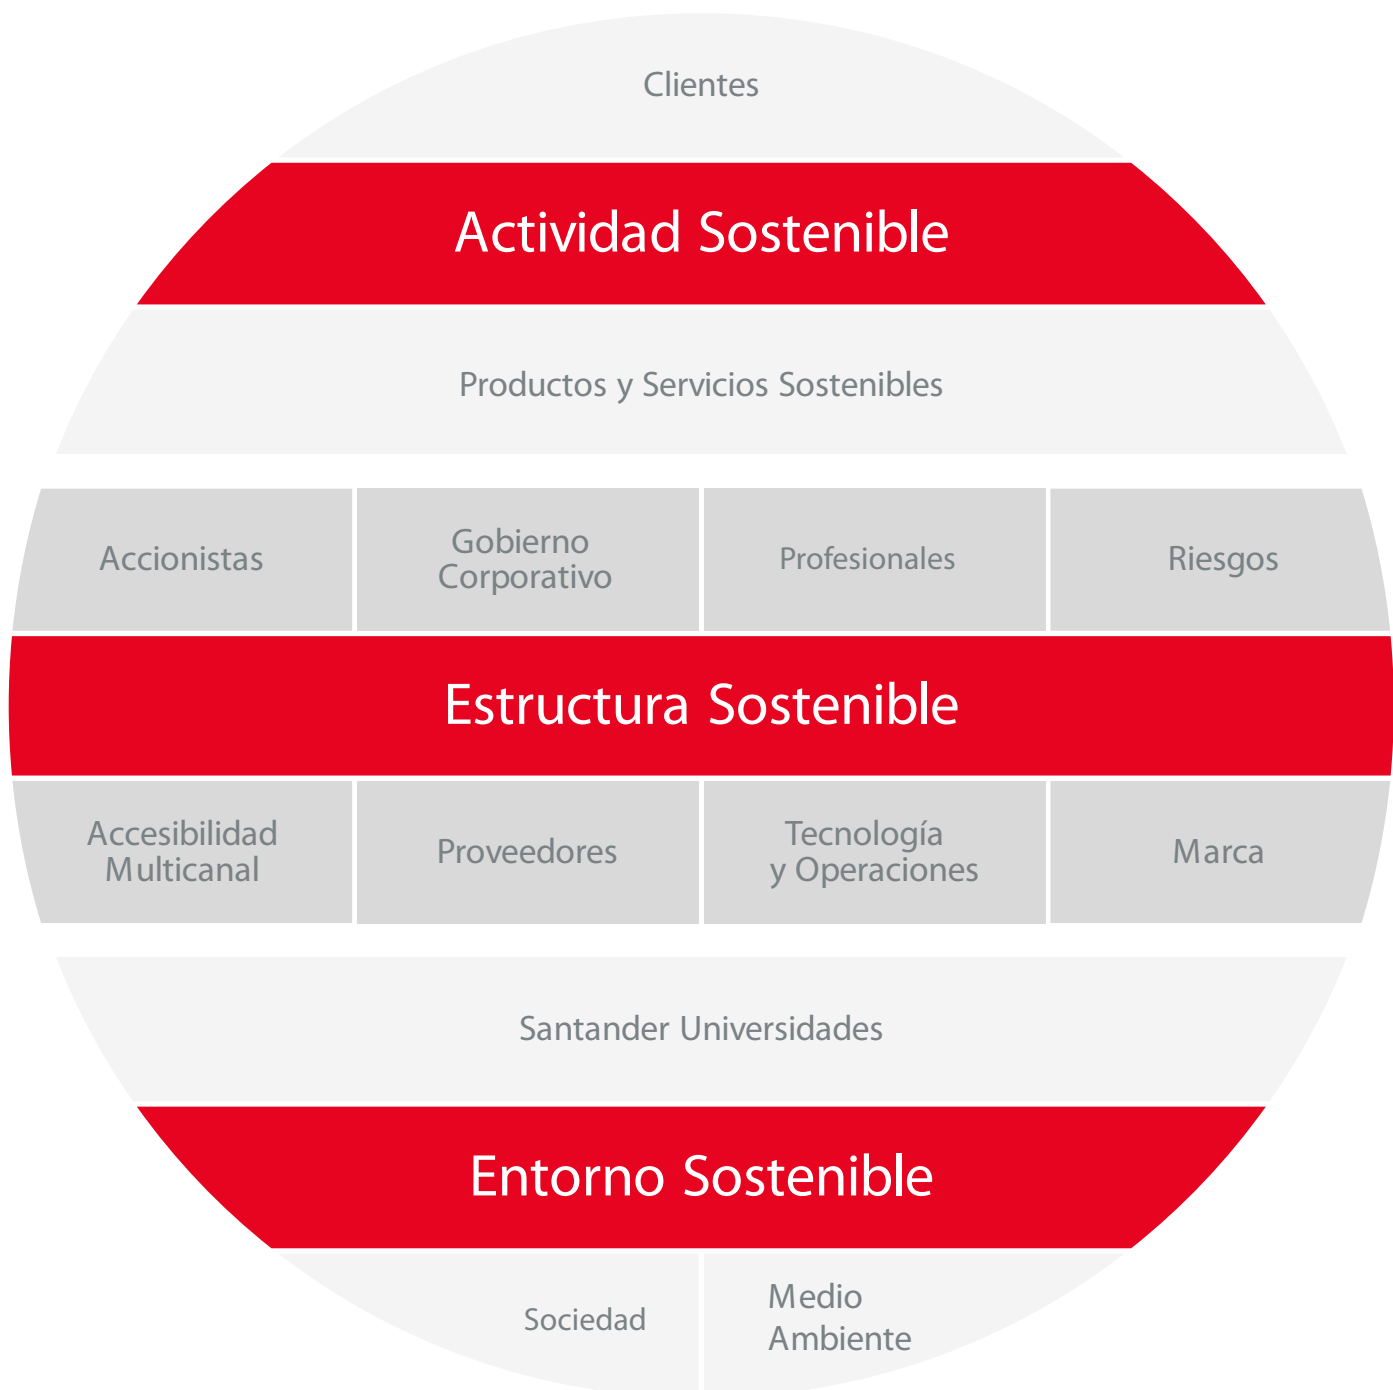 Clientes
Actividad Sostenible
Productos y Servicios Sostenibles
Accionistas
Gobierno
Corporativo
Profesionales
Riesgos
Estructura Sostenible
Accesibilidad
Multicanal
Proveedores
Tecnología
y Operaciones
Marca
Santander Universidades
Entorno Sostenible
Sociedad
Medio
Ambiente